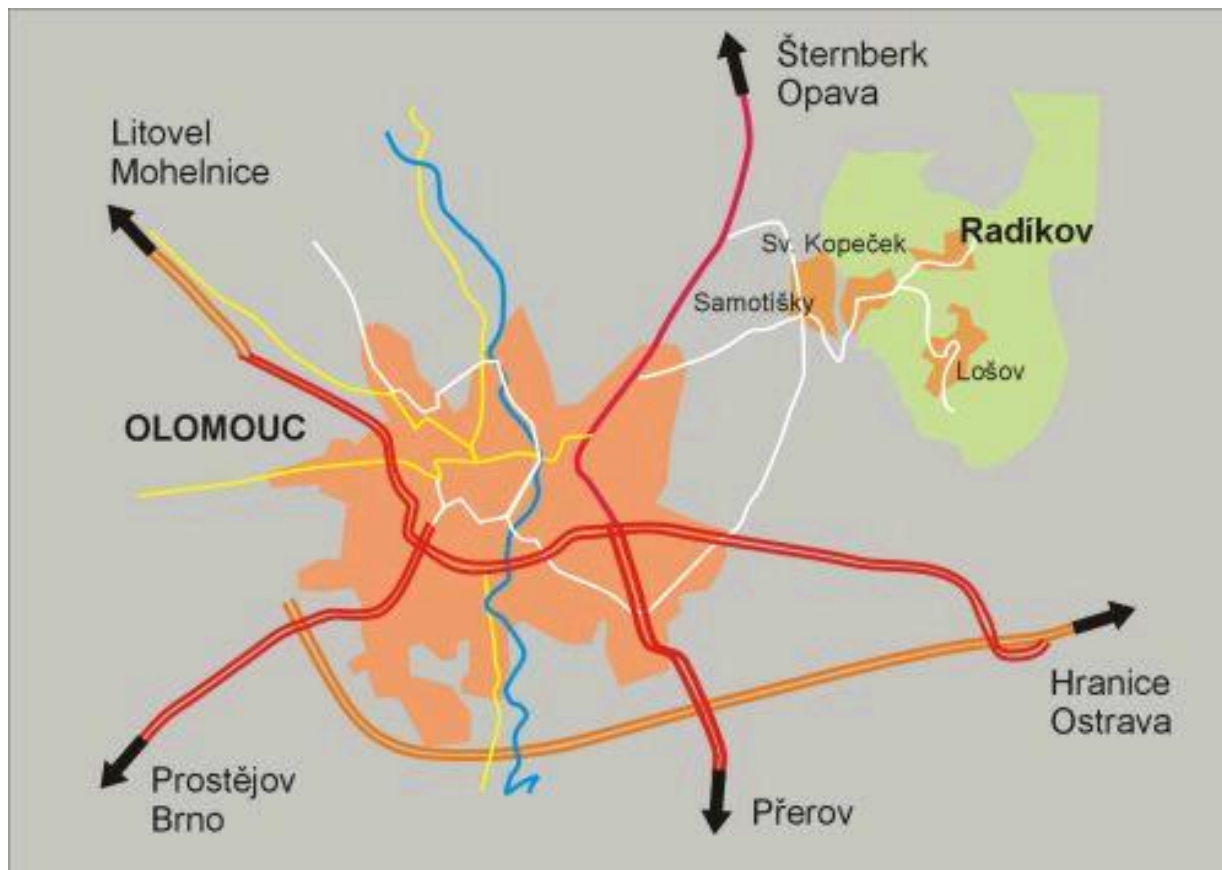 Šternberk
Opava
Litovel
Mohelnice
Sv. Kopeček
Radíkov
Samotišky
Lošov
OLOMOUC
Hranice
Ostrava
Prostějov
Brno
Přerov